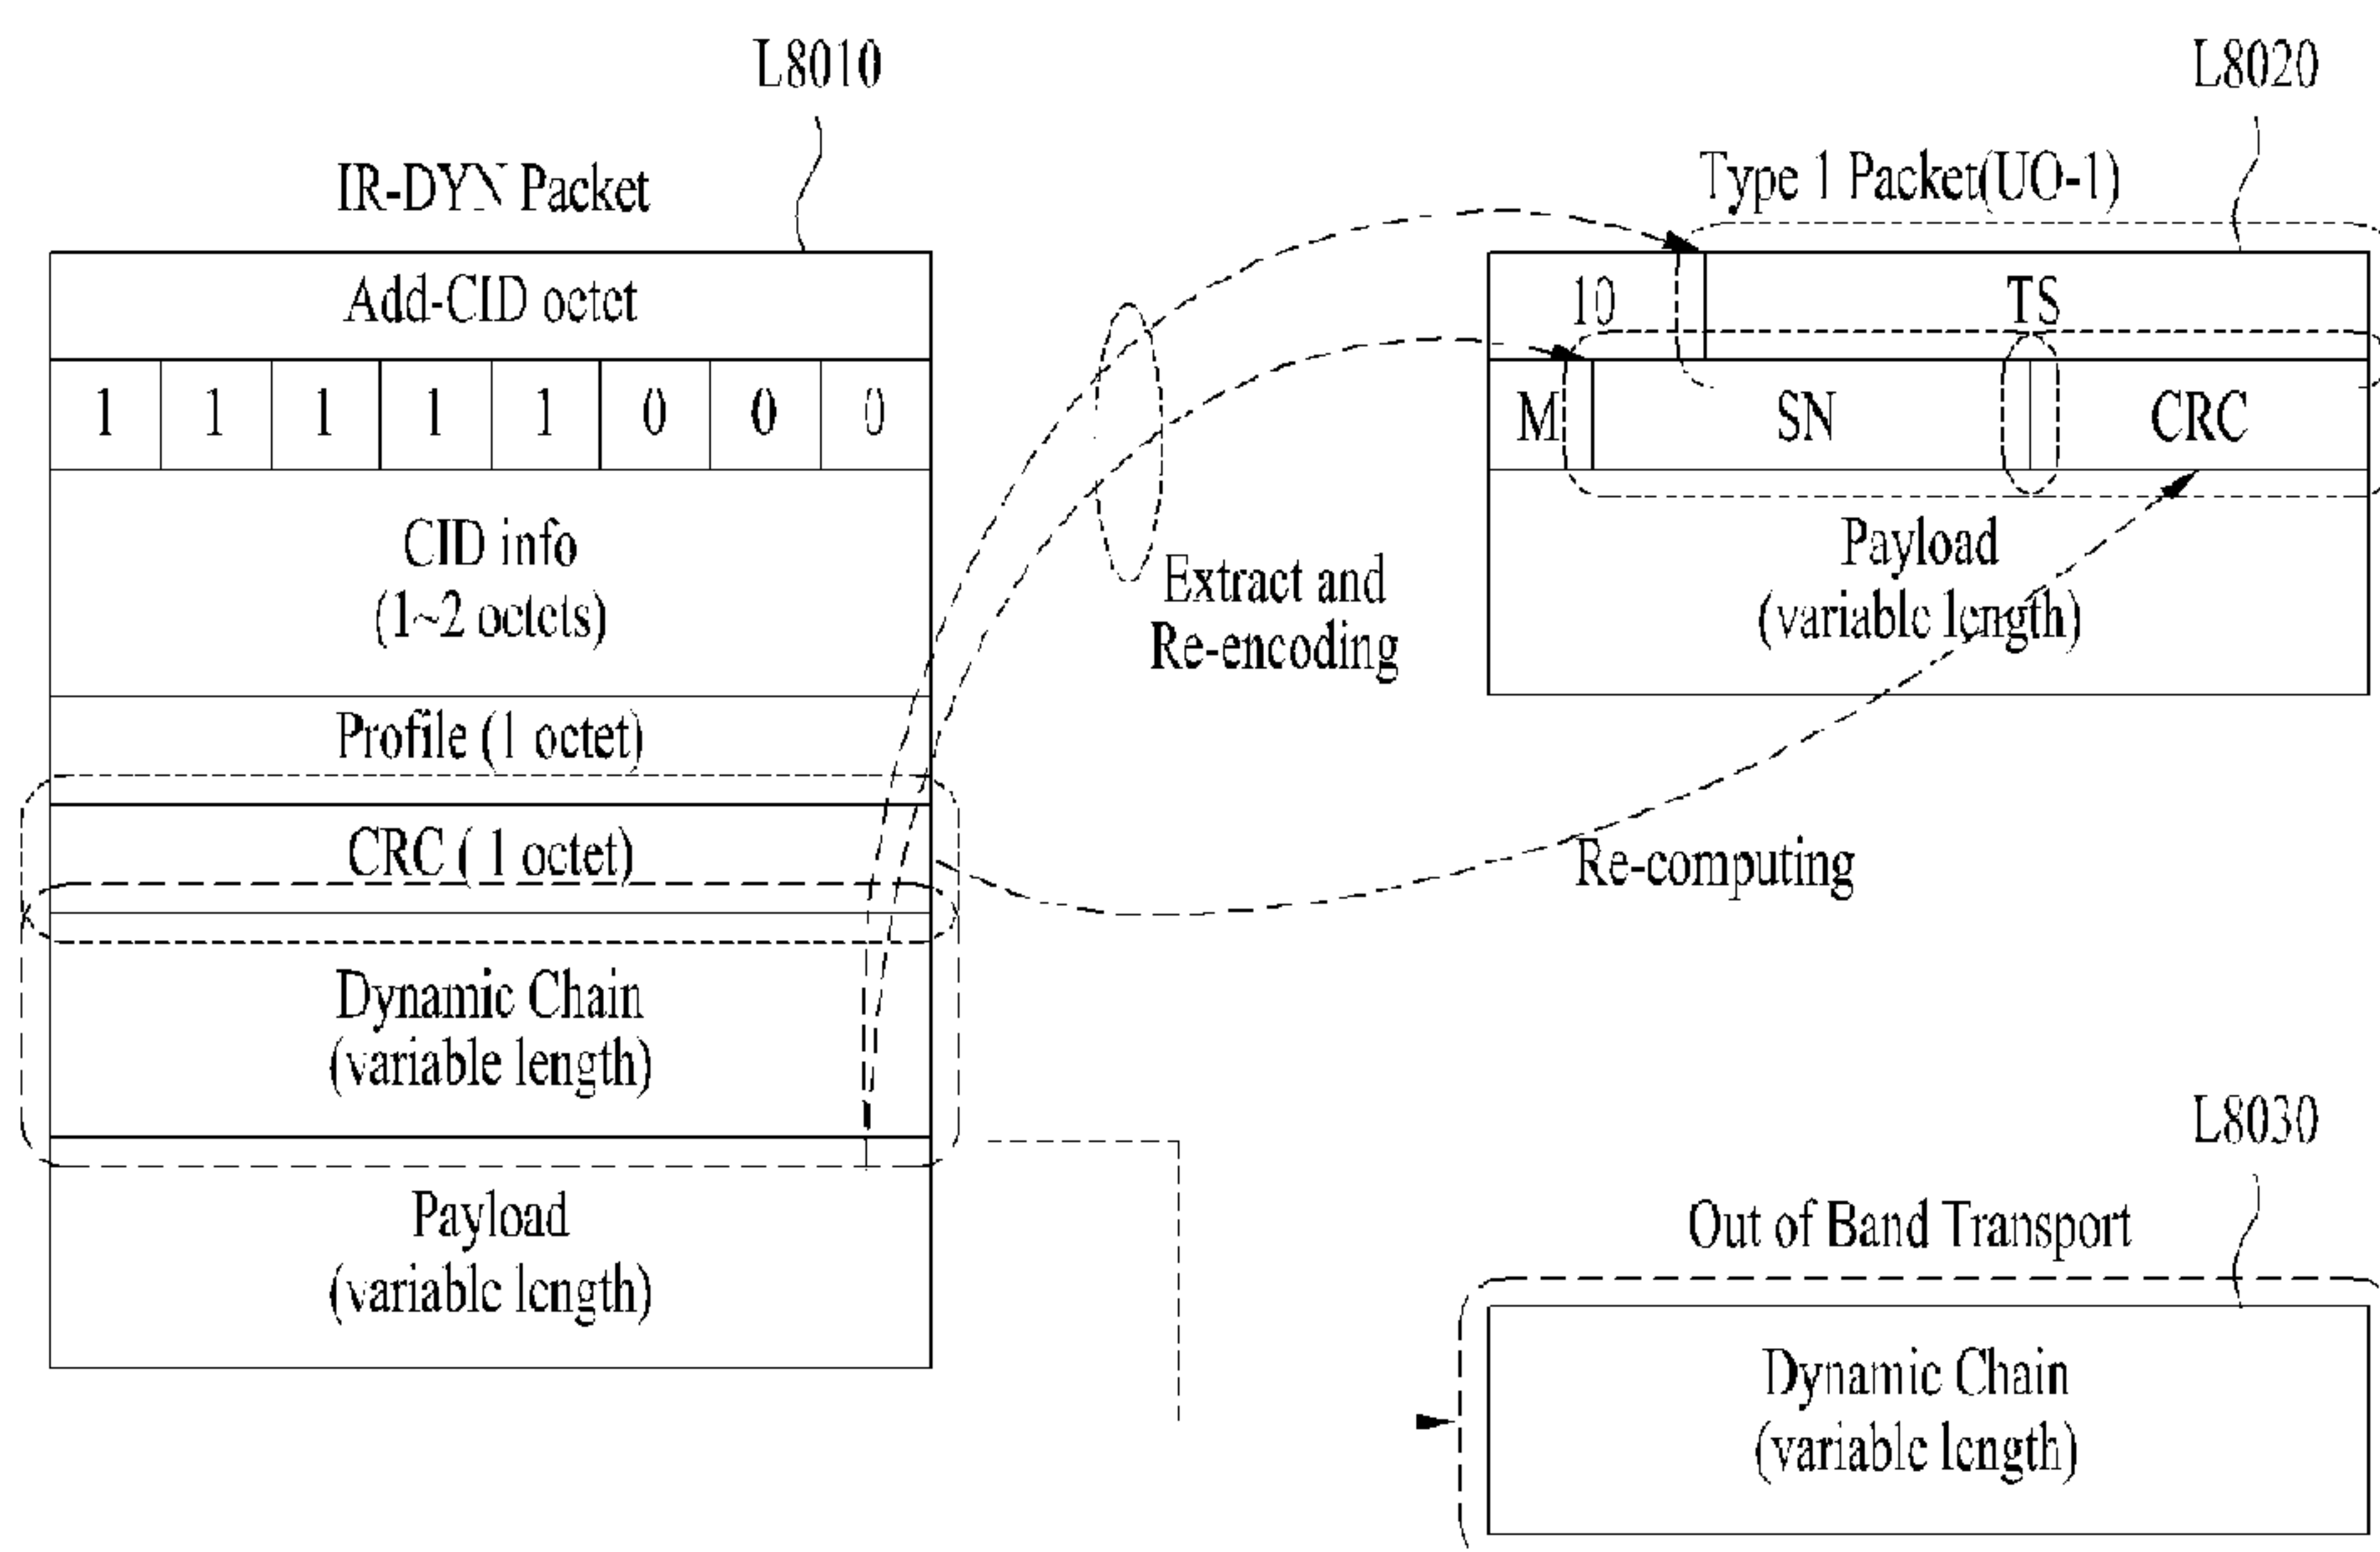 L8010
IR-DYN Packet
Add-CID octet
1 1 1 1 1 0 0 0
CID info
(1~2 octets)
Profile (1 octet)
CRC ( 1 octet)
Dynamic Chain
(variable length)
Payload
(variable length)
Extract and
Re-encoding
Re-computing
L8020
Type 1 Packet(UO-1)
10 TS
M SN CRC
Payload
(variable length)
L8030
Out of Band Transport
Dynamic Chain
(variable length)